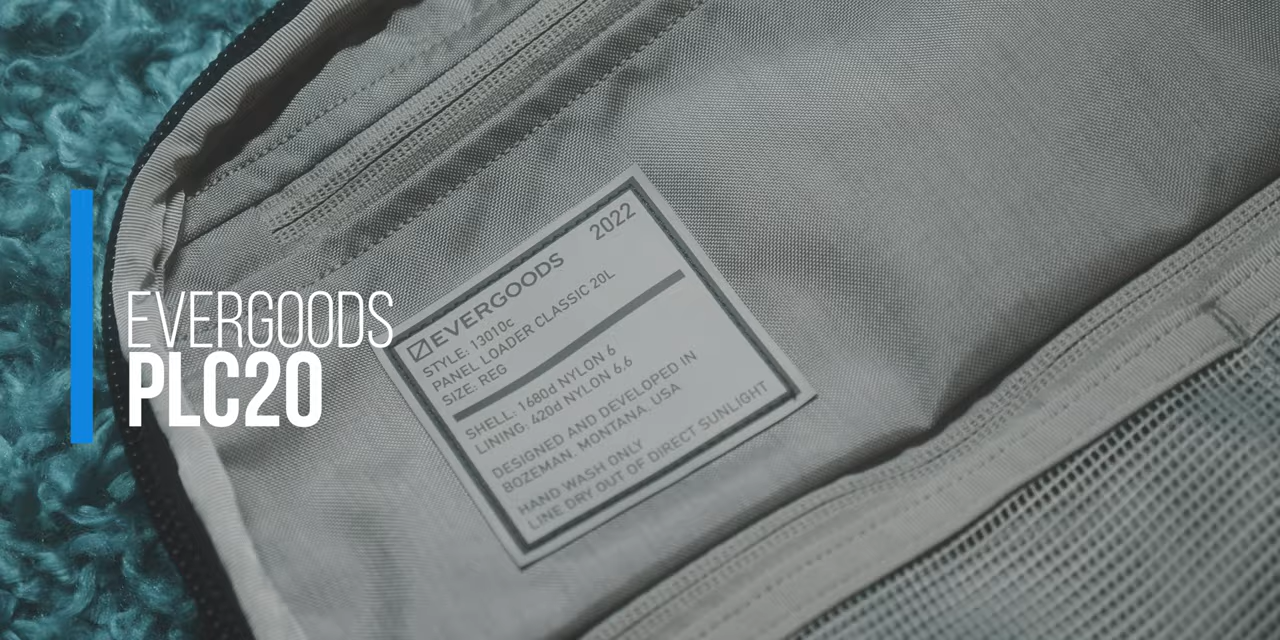 EVERGOODS
PLC20
EVERGOODS 2022
STYLE: 13010c
PANEL LOADER CLASSIC 20L
SIZE: REG
SHELL: 1680d NYLON 6
LINING: 420d NYLON 6,6
DESIGNED AND DEVELOPED IN
BOZEMAN, MONTANA, USA
HAND WASH ONLY
LINE DRY OUT OF DIRECT SUNLIGHT